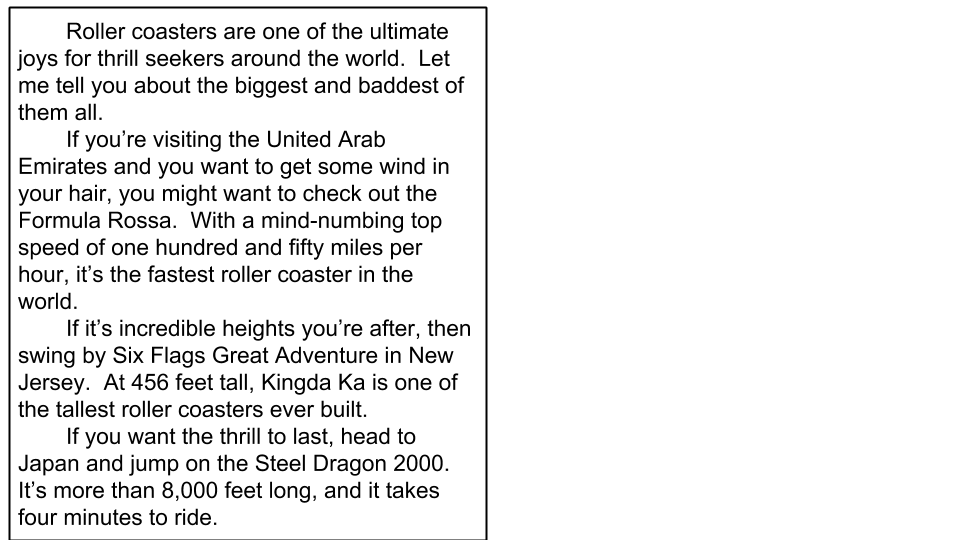 Roller coasters are one of the ultimate
joys for thrill seekers around the world.  Let
me tell you about the biggest and baddest of
them all.
If you’re visiting the United Arab
Emirates and you want to get some wind in
your hair, you might want to check out the
Formula Rossa.  With a mind-numbing top
speed of one hundred and fifty miles per
hour, it’s the fastest roller coaster in the
world.
If it’s incredible heights you’re after, then
swing by Six Flags Great Adventure in New
Jersey.  At 456 feet tall, Kingda Ka is one of
the tallest roller coasters ever built.
If you want the thrill to last, head to
Japan and jump on the Steel Dragon 2000.
It’s more than 8,000 feet long, and it takes
four minutes to ride.